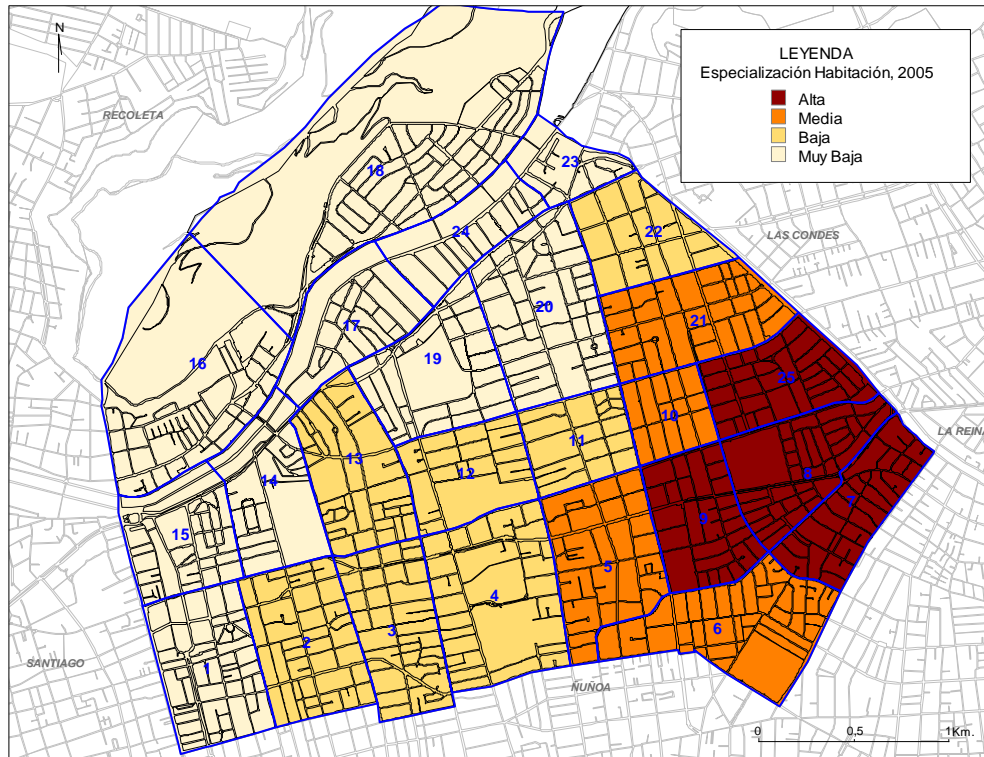 N
LEYENDA
Especialización Habitación, 2005
Alta
Media
Baja
Muy Baja
RECOLETA
23
18
24
22
LAS CONDES
20
21
17
19
16
25
10
11
LA REINA
13
12
14
8
7
9
15
5
4
6
3
2
1
SANTIAGO
ÑUÑOA
0 0,5 1Km.